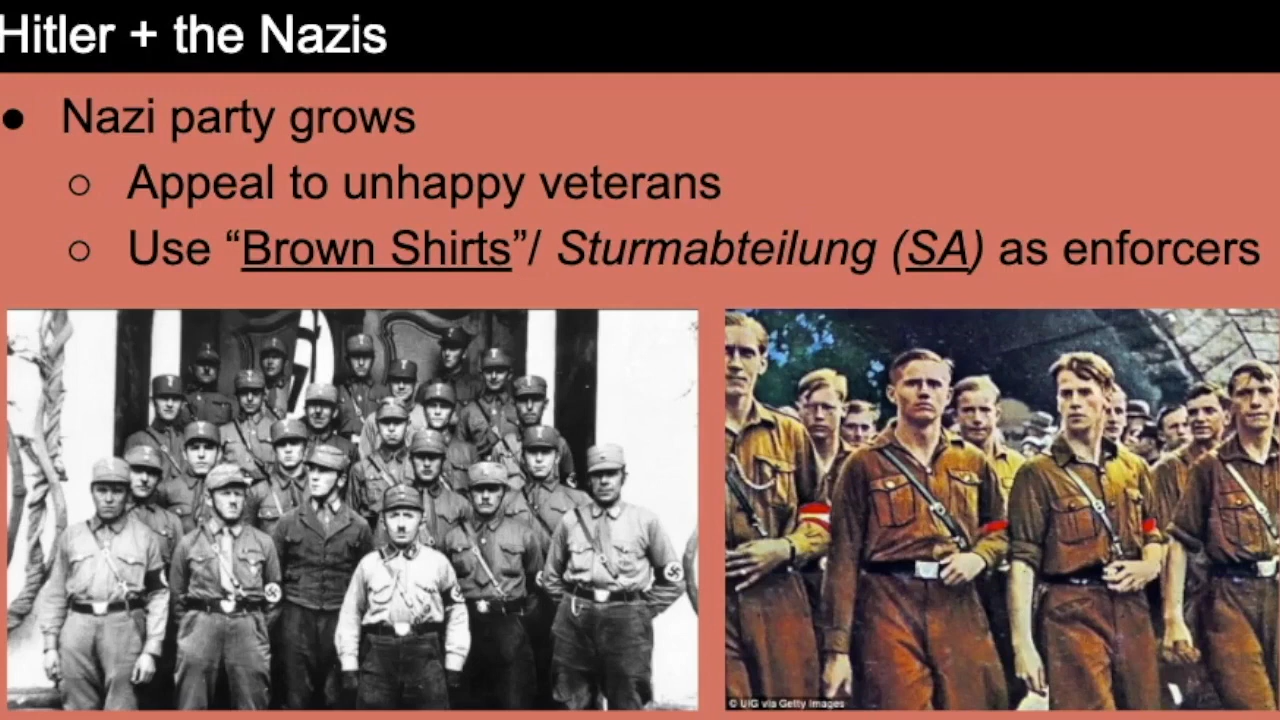 Hitler + the Nazis
● Nazi party grows
○ Appeal to unhappy veterans
○ Use “Brown Shirts”/ Sturmabteilung (SA) as enforcers
© UIG via Getty Images